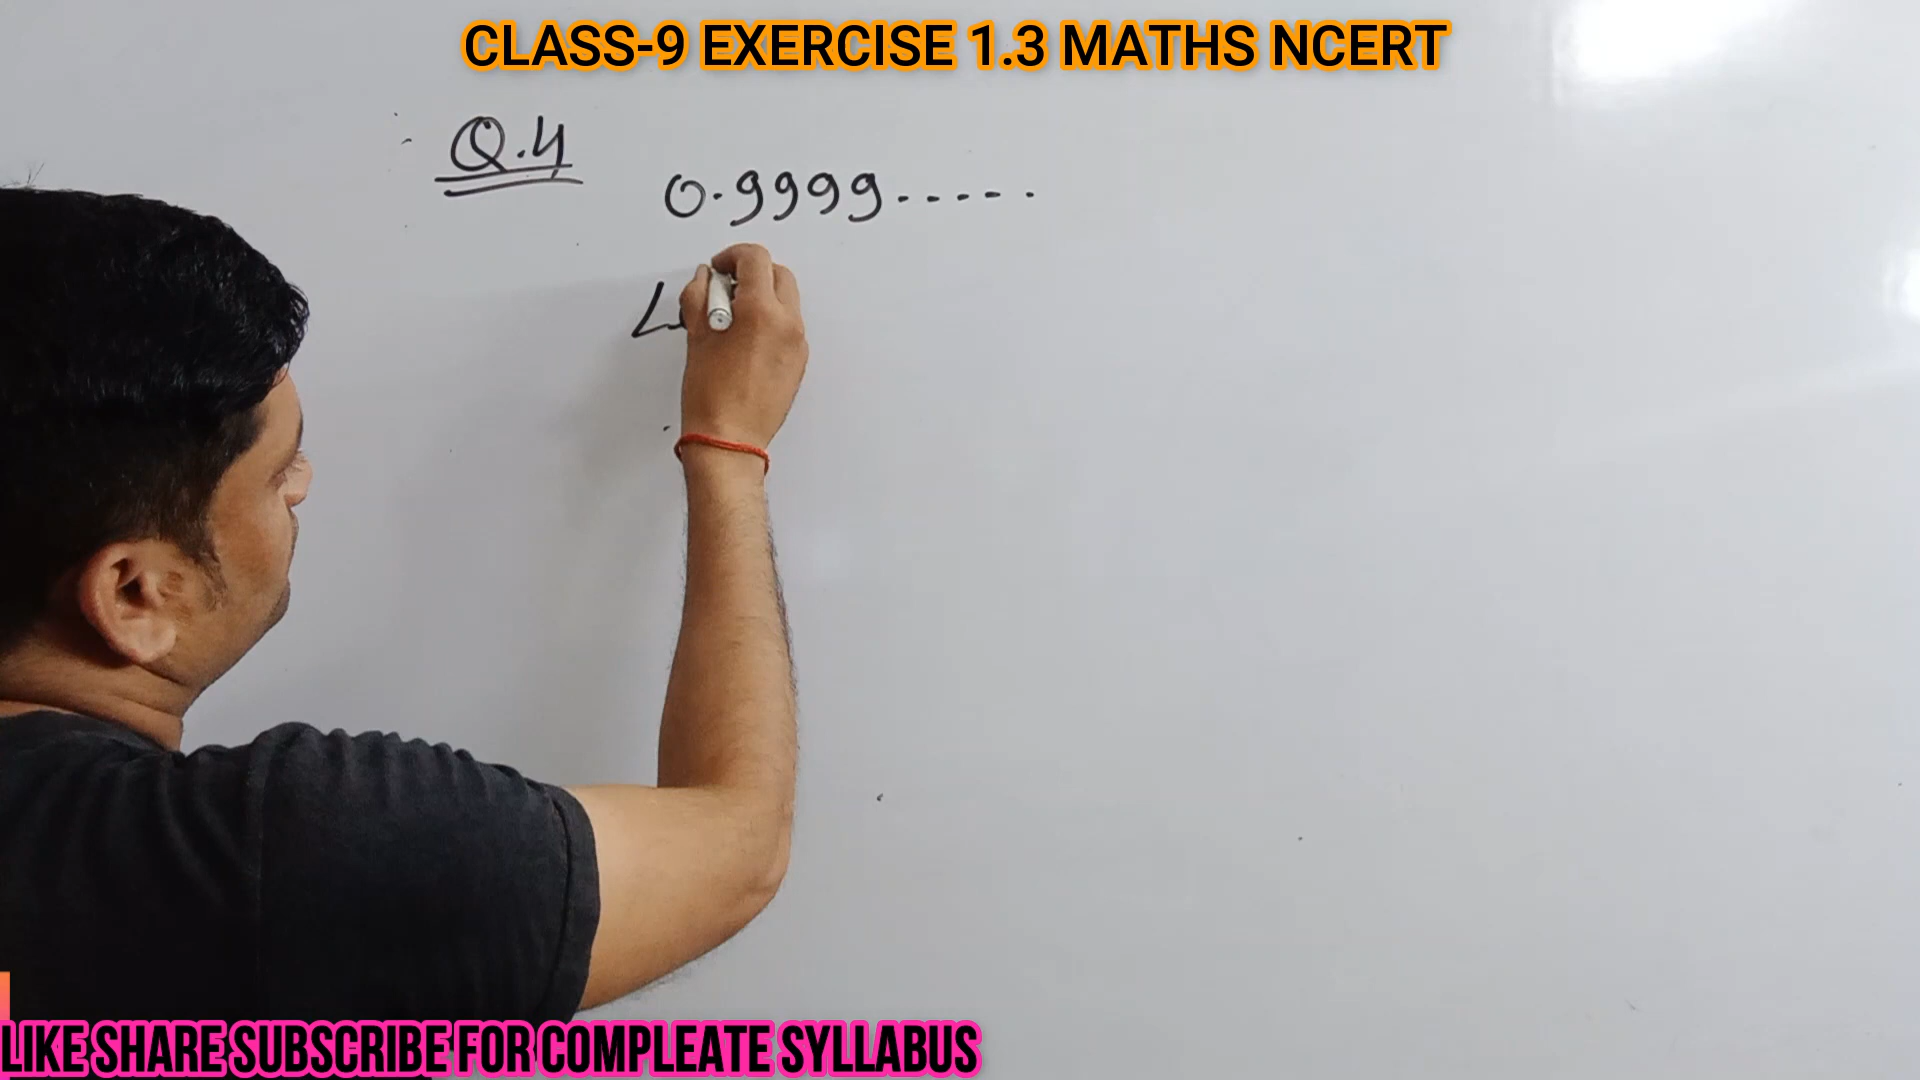 CLASS-9 EXERCISE 1.3 MATHS NCERT
Q.4
0.9999.....
LIKE SHARE SUBSCRIBE FOR COMPLEATE SYLLABUS